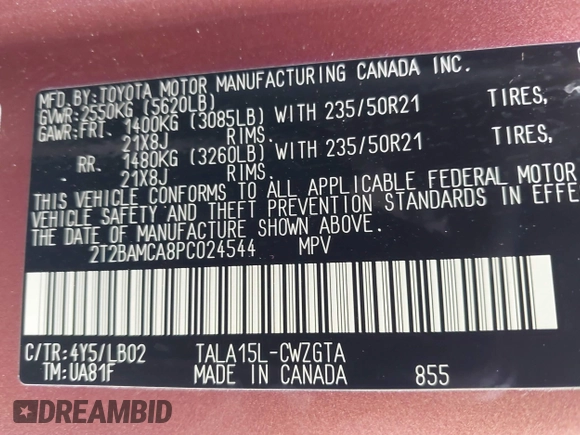 MFD.BY:TOYOTA MOTOR MANUFACTURING CANADA INC.
GVWR:2550KG (5620LB)
GAWR:FRT. 1400KG (3085LB) WITH 235/50R21 TIRES,
21X8J RIMS.
RR. 1480KG (3260LB) WITH 235/50R21 TIRES,
21X8J RIMS.
THIS VEHICLE CONFORMS TO ALL APPLICABLE FEDERAL MOTOR
VEHICLE SAFETY AND THEFT PREVENTION STANDARDS IN EFFE
THE DATE OF MANUFACTURE SHOWN ABOVE.
2T2BAMCA8PC024544 MPV
C/TR:4Y5/LB02 TALA15L-CWZGTA
TM:UA81F MADE IN CANADA 855
DREAMBID